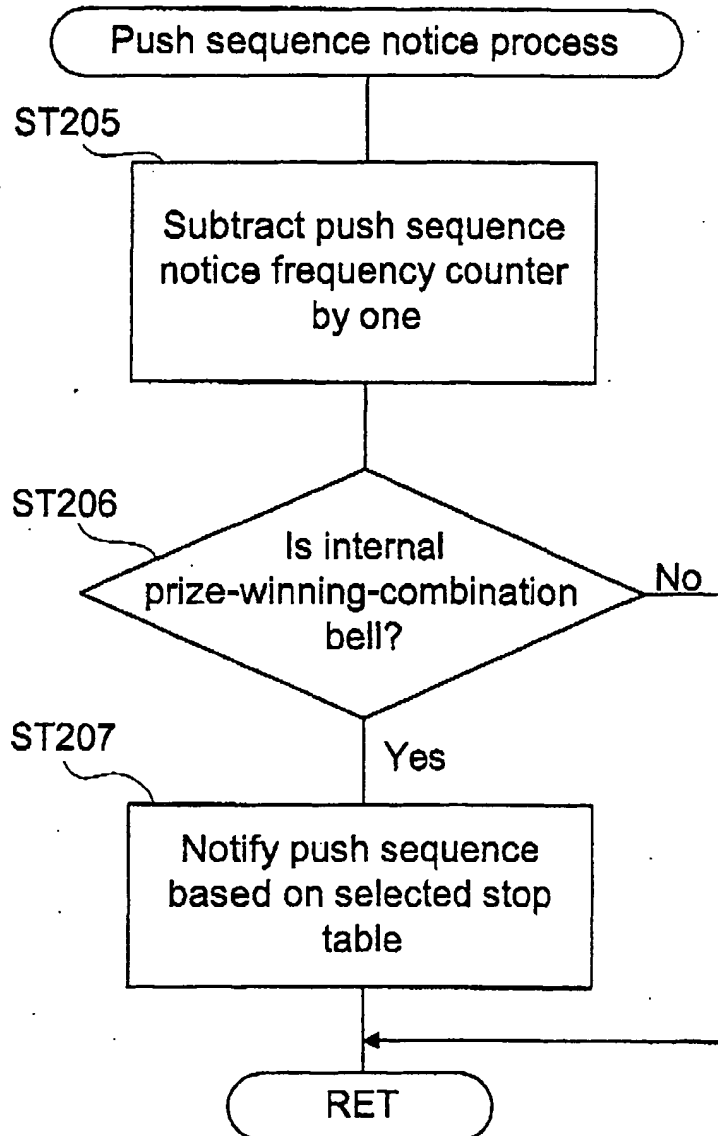 Push sequence notice process
ST205
Subtract push sequence
notice frequency counter
by one
ST206
Is internal
prize-winning-combination
bell?
No
ST207
Yes
Notify push sequence
based on selected stop
table
RET